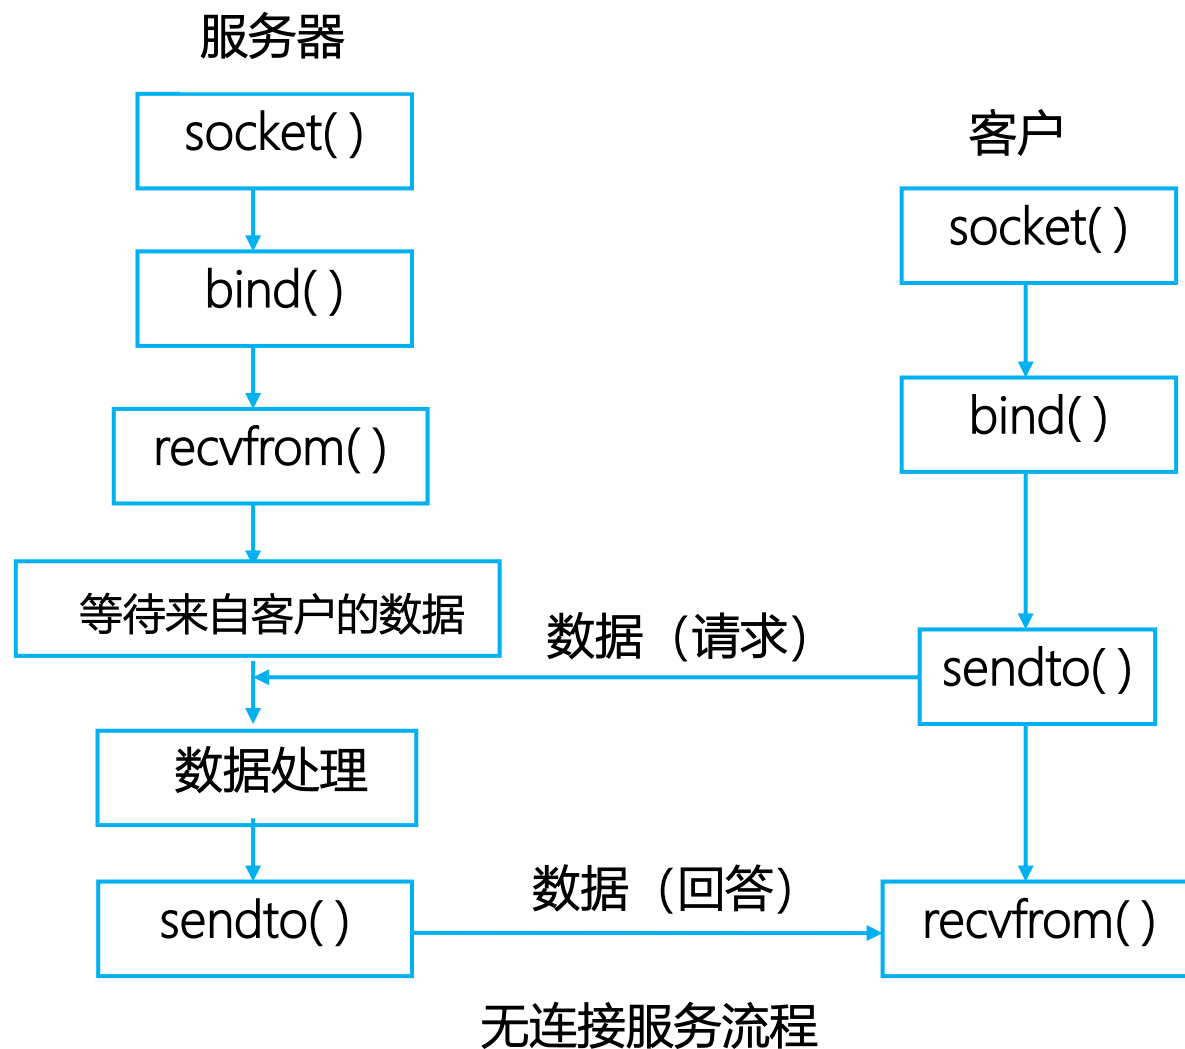 服务器
socket( )
bind( )
recvfrom( )
等待来自客户的数据
数据处理
sendto( )
客户
socket( )
bind( )
sendto( )
recvfrom( )
数据（请求）
数据（回答）
无连接服务流程